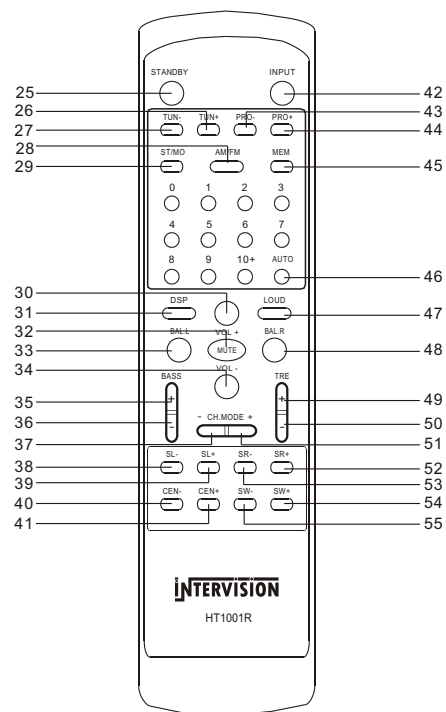 STANDBY INPUT
25 42
26 TUN- TUN+ PRO- PRO+ 43
27 44
28 ST/MO AM/FM MEM
29 45
0 1 2 3
4 5 6 7
8 9 10+ AUTO
46
30
31 DSP LOUD 47
32 VOL +
33 BAL.L MUTE BAL.R 48
34 VOL -
BASS TRE
35 + + 49
36 - - 50
37 - CH.MODE + 51
38 SL- SL+ SR- SR+ 52
39 53
40 CEN- CEN+ SW- SW+ 54
41 55
INTERVISION
HT1001R